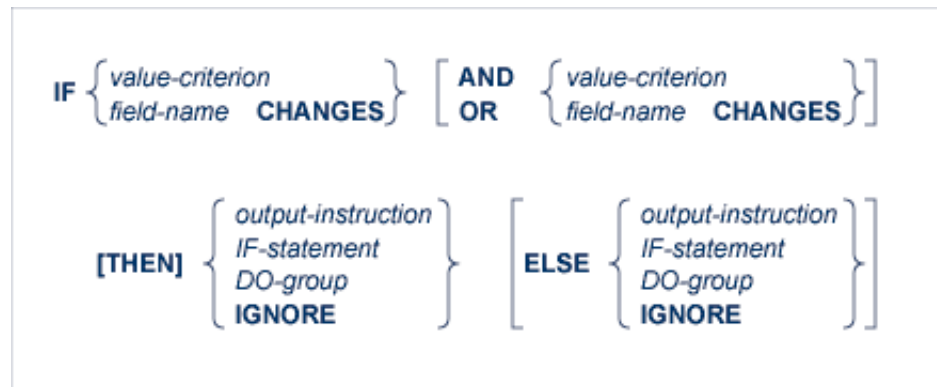 IF { value-criterion } [ AND { value-criterion } ]
field-name CHANGES OR field-name CHANGES
output-instruction output-instruction
IF-statement IF-statement
[THEN] { DO-group } [ ELSE { DO-group } ]
IGNORE IGNORE